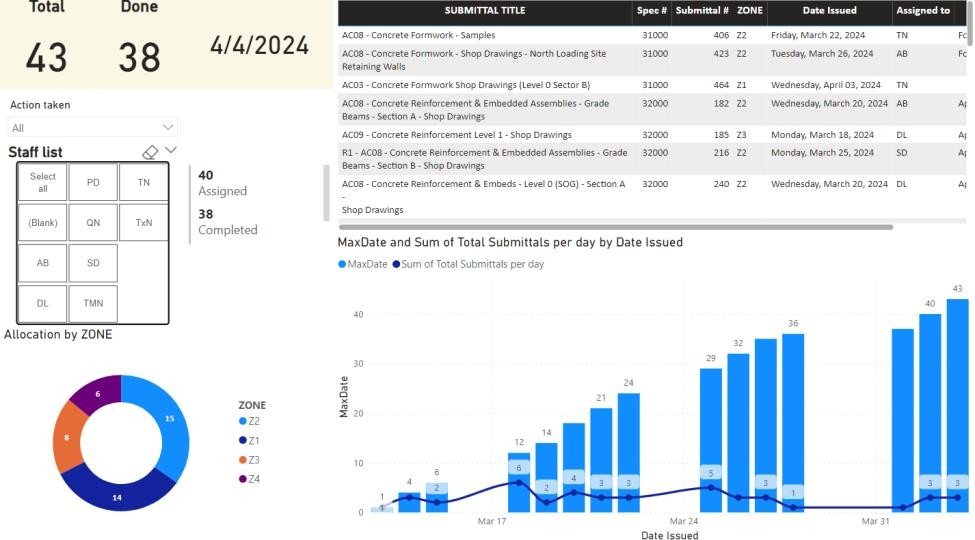 Total Done
43 38 4/4/2024
Action taken
All
Staff list
Select all PD TN
(Blank) QN TxN
AB SD
DL TMN
40
Assigned
38
Completed
Allocation by ZONE
6
15
8
14
ZONE
Z2
Z1
Z3
Z4
SUBMITTAL TITLE Spec # Submittal # ZONE Date Issued Assigned to
AC08 - Concrete Formwork - Samples 31000 406 Z2 Friday, March 22, 2024 TN Fc
AC08 - Concrete Formwork - Shop Drawings - North Loading Site 31000 423 Z2 Tuesday, March 26, 2024 AB Fc
Retaining Walls
AC03 - Concrete Formwork Shop Drawings (Level 0 Sector B) 31000 464 Z1 Wednesday, April 03, 2024 TN
AC08 - Concrete Reinforcement & Embedded Assemblies - Grade 32000 182 Z2 Wednesday, March 20, 2024 AB Ap
Beams - Section A - Shop Drawings
AC09 - Concrete Reinforcement Level 1 - Shop Drawings 32000 185 Z3 Monday, March 18, 2024 DL Ap
R1 - AC08 - Concrete Reinforcement & Embedded Assemblies - Grade 32000 216 Z2 Monday, March 25, 2024 SD Ap
Beams - Section B - Shop Drawings
AC08 - Concrete Reinforcement & Embeds - Level 0 (SOG) - Section A 32000 240 Z2 Wednesday, March 20, 2024 DL Ap
-
Shop Drawings
MaxDate and Sum of Total Submittals per day by Date Issued
MaxDate Sum of Total Submittals per day
MaxDate
40
30
20
10
0
1 4 6 12 14 21 24 29 32 36 40 43
1 2 6 2 4 3 3 5 3 1 3 3
Mar 17 Mar 24 Mar 31
Date Issued